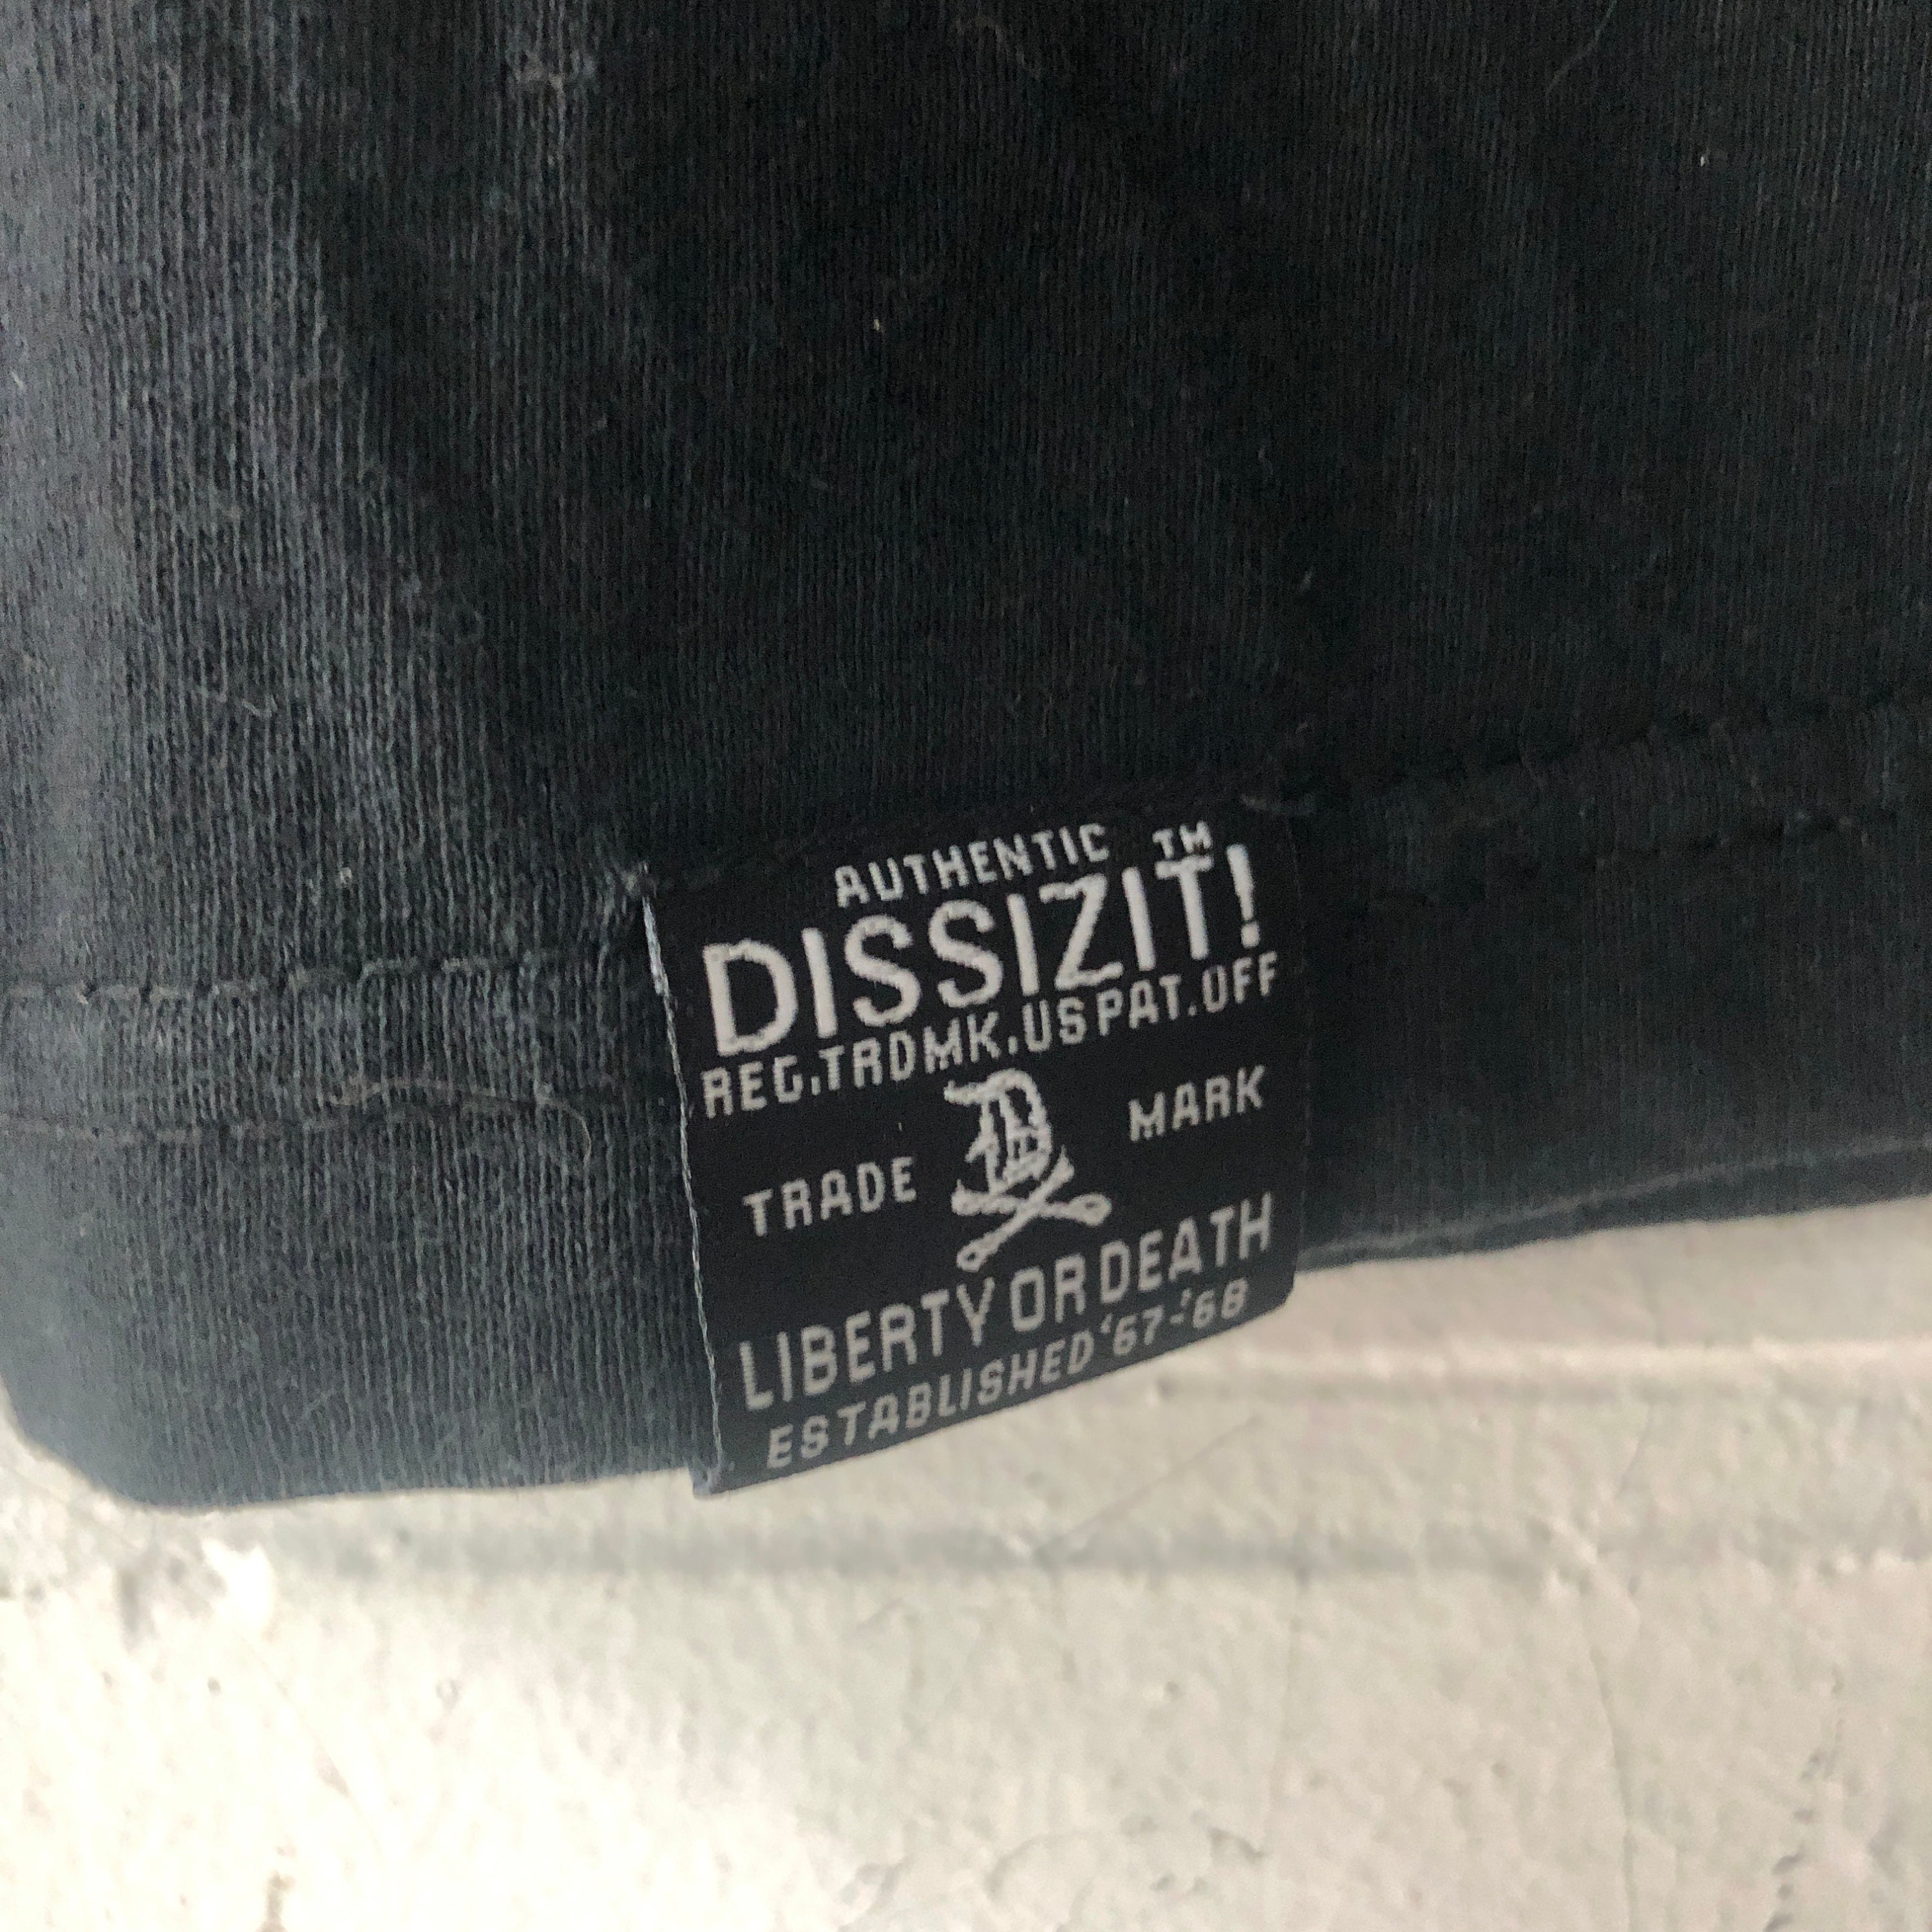 AUTHENTIC TM
DISSIZIT!
REG.TRDMK.US PAT.OFF
TRADE MARK
LIBERTY OR DEATH
ESTABLISHED '67-'68